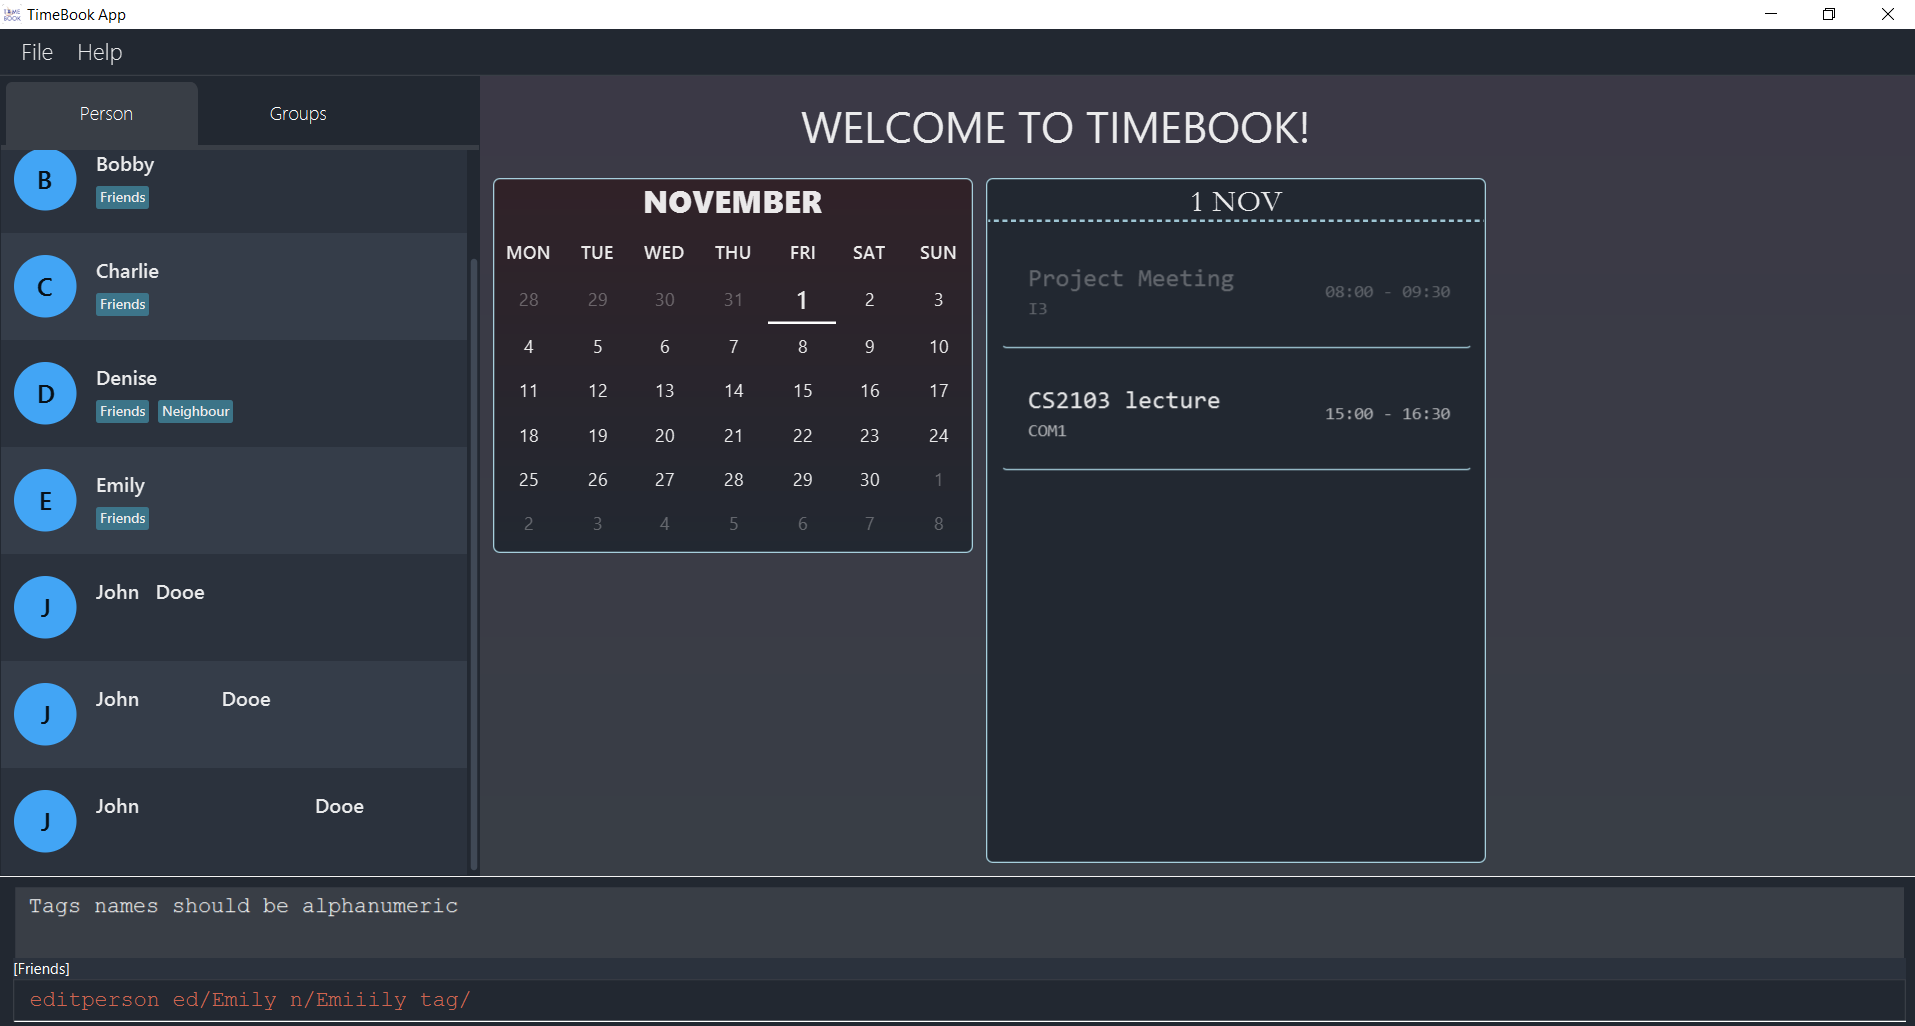 TIME
BOOK
TimeBook App
File Help
Person Groups
WELCOME TO TIMEBOOK!
B
Bobby
Friends
C
Charlie
Friends
D
Denise
Friends Neighbour
E
Emily
Friends
J
John   Dooe
J
John               Dooe
J
John                                Dooe
NOVEMBER
MON TUE WED THU FRI SAT SUN
28 29 30 31 1 2 3
4 5 6 7 8 9 10
11 12 13 14 15 16 17
18 19 20 21 22 23 24
25 26 27 28 29 30 1
2 3 4 5 6 7 8
1 NOV
Project Meeting
I3
08:00 - 09:30
CS2103 lecture
COM1
15:00 - 16:30
Tags names should be alphanumeric
[Friends]
editperson ed/Emily n/Emiiily tag/